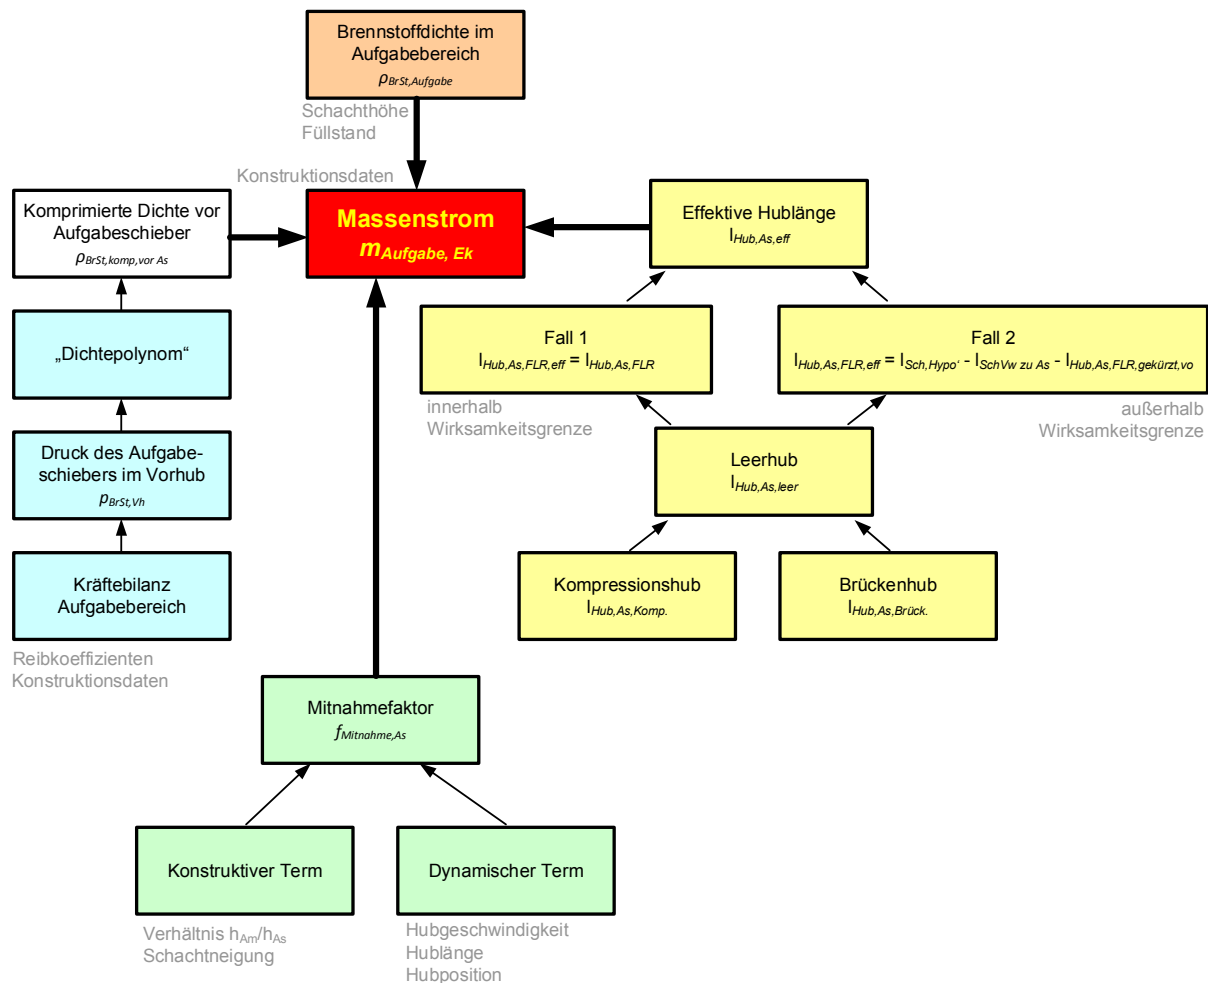 Brennstoffdichte im
Aufgabebereich
ρBrSt,Aufgabe
Schachthöhe
Füllstand
Konstruktionsdaten
Komprimierte Dichte vor
Aufgabeschieber
ρBrSt,komp,vor As
Massenstrom
mAufgabe, Ek
Effektive Hublänge
lHub,As,eff
„Dichtepolynom“
Fall 1
lHub,As,FLR,eff = lHub,As,FLR
Fall 2
lHub,As,FLR,eff = lSch,Hypo‘ - lSchVw zu As - lHub,As,FLR,gekürzt,vo
innerhalb
Wirksamkeitsgrenze
außerhalb
Wirksamkeitsgrenze
Druck des Aufgabe-
schiebers im Vorhub
pBrSt,Vh
Leerhub
lHub,As,leer
Kräftebilanz
Aufgabebereich
Kompressionshub
lHub,As,Komp.
Brückenhub
lHub,As,Brück.
Reibkoeffizienten
Konstruktionsdaten
Mitnahmefaktor
fMitnahme,As
Konstruktiver Term
Dynamischer Term
Verhältnis hAm/hAs
Schachtneigung
Hubgeschwindigkeit
Hublänge
Hubposition